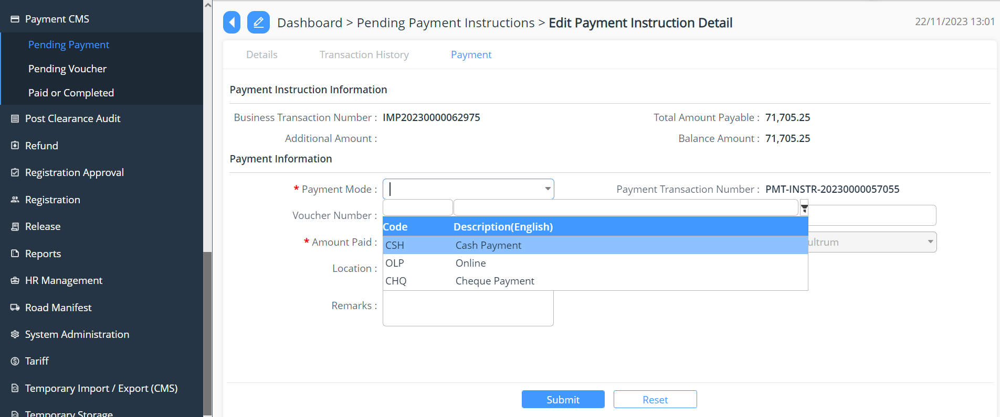 Payment CMS
Pending Payment
Pending Voucher
Paid or Completed
Post Clearance Audit
Refund
Registration Approval
Registration
Release
Reports
HR Management
Road Manifest
System Administration
Tariff
Temporary Import / Export (CMS)
Temporary Storage
Dashboard > Pending Payment Instructions > Edit Payment Instruction Detail
22/11/2023 13:01
Details Transaction History Payment
Payment Instruction Information
Business Transaction Number : IMP20230000062975 Total Amount Payable : 71,705.25
Additional Amount : Balance Amount : 71,705.25
Payment Information
* Payment Mode : Payment Transaction Number : PMT-INSTR-20230000057055
Voucher Number :
Code Description(English)
* Amount Paid : ultrum
CSH Cash Payment
OLP Online
Location :
CHQ Cheque Payment
Remarks :
Submit Reset